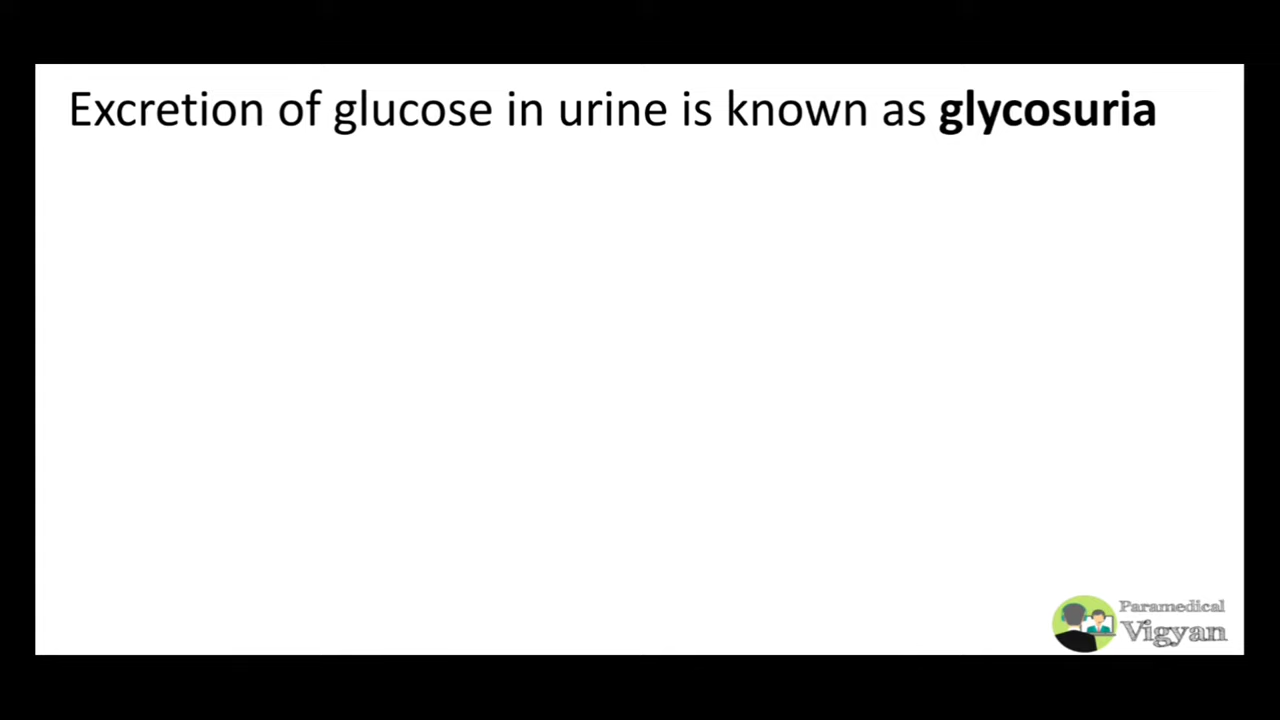 Excretion of glucose in urine is known as glycosuria
Paramedical
Vigyan